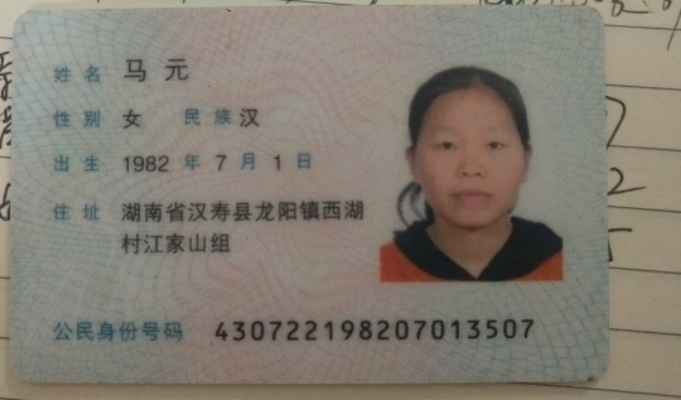 姓名 马元
性别 女 民族 汉
出生 1982 年 7 月 1 日
住址 湖南省汉寿县龙阳镇西湖
村江家山组
公民身份号码 430722198207013507